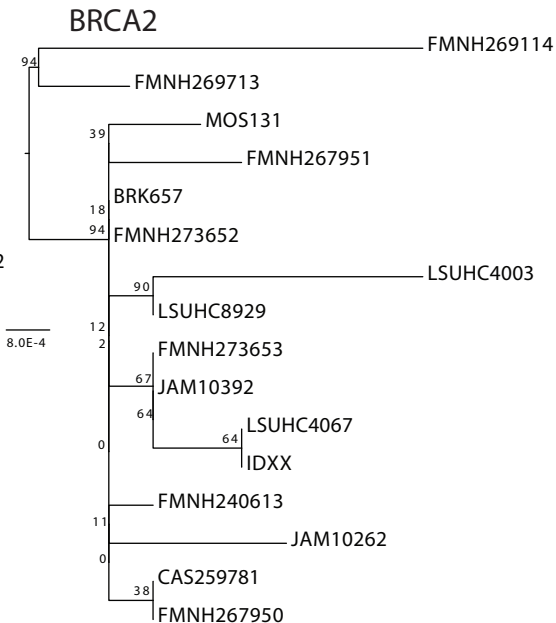 BRCA2
FMNH269114
94
FMNH269713
MOS131
39
FMNH267951
BRK657
18
94
FMNH273652
2
LSUHC4003
90
LSUHC8929
12
8.0E-4
2
FMNH273653
67
JAM10392
64
LSUHC4067
64
0
IDXX
FMNH240613
11
JAM10262
0
CAS259781
38
FMNH267950